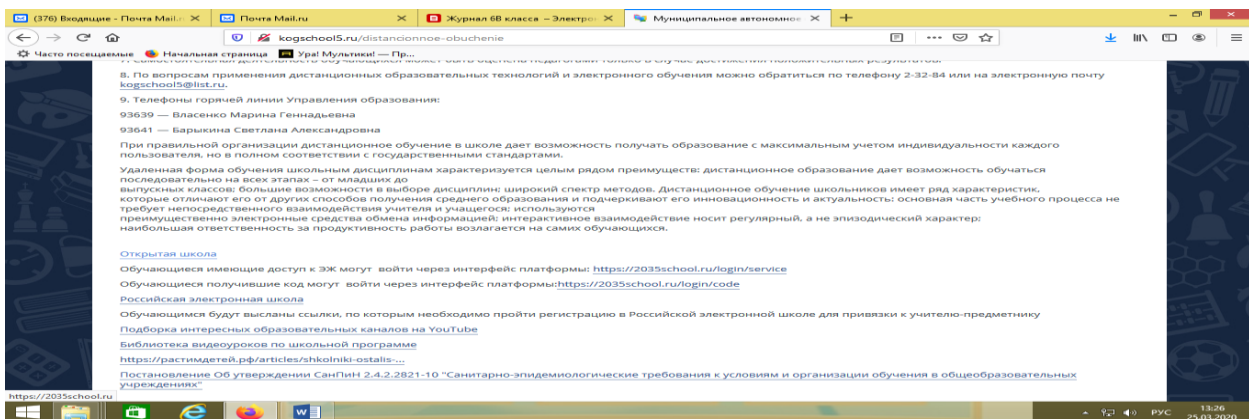 (376) Входящие - Почта Mail.r
Почта Mail.ru
Журнал 6В класса – Электро
Муниципальное автономное
kogschool5.ru/distancionnoe-obuchenie
Часто посещаемые
Начальная страница
Ура! Мультики! — Пр...
8. По вопросам применения дистанционных образовательных технологий и электронного обучения можно обратиться по телефону 2-32-84 или на электронную почту
kogschool5@list.ru.
9. Телефоны горячей линии Управления образования:
93639 — Власенко Марина Геннадьевна
93641 — Барыкина Светлана Александровна
При правильной организации дистанционное обучение в школе дает возможность получать образование с максимальным учетом индивидуальности каждого
пользователя, но в полном соответствии с государственными стандартами.
Удаленная форма обучения школьным дисциплинам характеризуется целым рядом преимуществ: дистанционное образование дает возможность обучаться
последовательно на всех этапах – от младших до
выпускных классов; большие возможности в выборе дисциплин; широкий спектр методов. Дистанционное обучение школьников имеет ряд характеристик,
которые отличают его от других способов получения среднего образования и подчеркивают его инновационность и актуальность: основная часть учебного процесса не
требует непосредственного взаимодействия учителя и учащегося; используются
преимущественно электронные средства обмена информацией; интерактивное взаимодействие носит регулярный, а не эпизодический характер;
наибольшая ответственность за продуктивность работы возлагается на самих обучающихся.
Открытая школа
Обучающиеся имеющие доступ к ЭЖ могут войти через интерфейс платформы: https://2035school.ru/login/service
Обучающиеся получившие код могут войти через интерфейс платформы:https://2035school.ru/login/code
Российская электронная школа
Обучающимся будут высланы ссылки, по которым необходимо пройти регистрацию в Российской электронной школе для привязки к учителю-предметнику
Подборка интересных образовательных каналов на YouTube
Библиотека видеоуроков по школьной программе
https://растимдетей.рф/articles/shkolniki-ostalis-...
Постановление Об утверждении СанПиН 2.4.2.2821-10 "Санитарно-эпидемиологические требования к условиям и организации обучения в общеобразовательных
учреждениях"
https://2035school.ru
РУС
13:26
25.03.2020